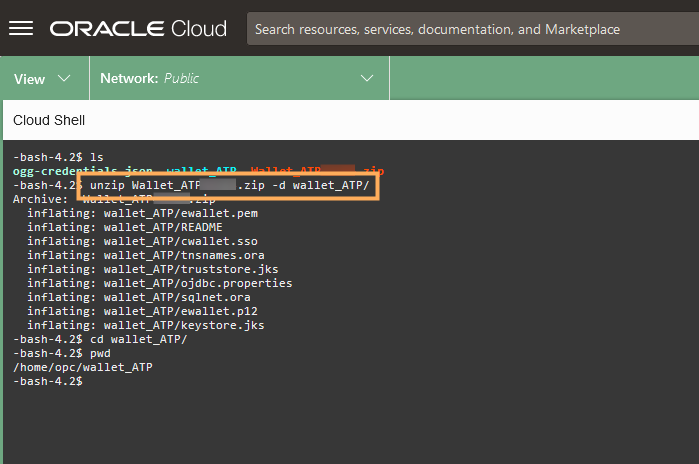 ORACLE Cloud
Search resources, services, documentation, and Marketplace
View
Network: Public
Cloud Shell
-bash-4.2$ ls
ogg-credentials.json wallet_ATP Wallet_ATP .zip
-bash-4.2$ unzip Wallet_ATP .zip -d wallet_ATP/
Archive: Wallet_ATP .zip
inflating: wallet_ATP/ewallet.pem
inflating: wallet_ATP/README
inflating: wallet_ATP/cwallet.sso
inflating: wallet_ATP/tnsnames.ora
inflating: wallet_ATP/truststore.jks
inflating: wallet_ATP/ojdbc.properties
inflating: wallet_ATP/sqlnet.ora
inflating: wallet_ATP/ewallet.p12
inflating: wallet_ATP/keystore.jks
-bash-4.2$ cd wallet_ATP/
-bash-4.2$ pwd
/home/opc/wallet_ATP
-bash-4.2$